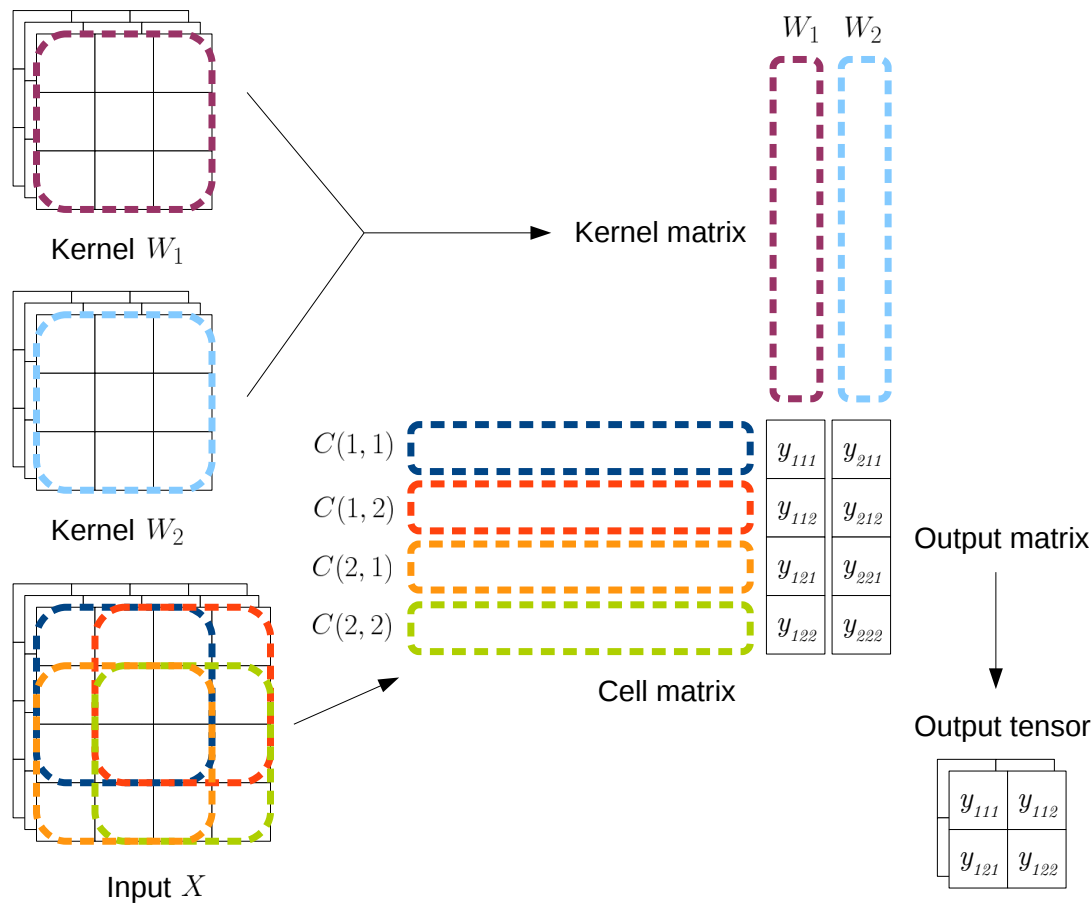 W₁ W₂
Kernel W₁
Kernel matrix
Kernel W₂
C(1, 1) y₁₁₁ y₂₁₁
C(1, 2) y₁₁₂ y₂₁₂
C(2, 1) y₁₂₁ y₂₂₁
C(2, 2) y₁₂₂ y₂₂₂
Output matrix
Cell matrix
Output tensor
y₁₁₁ y₁₁₂
y₁₂₁ y₁₂₂
Input X